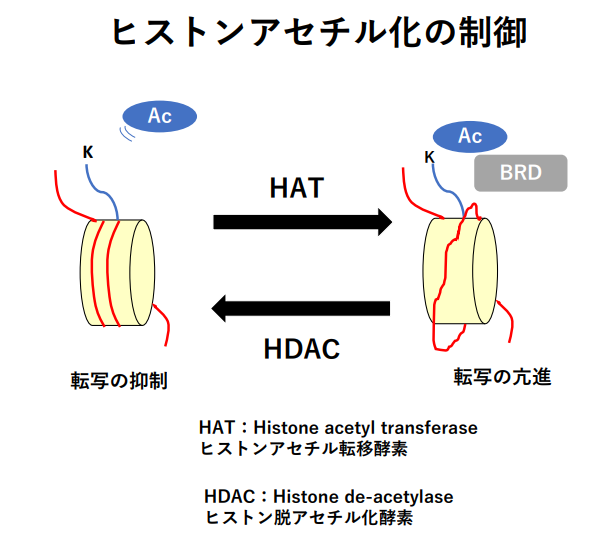 ヒストンアセチル化の制御
Ac
K
HAT
HDAC
転写の抑制
Ac
K
BRD
転写の亢進
HAT：Histone acetyl transferase
ヒストンアセチル転移酵素
HDAC：Histone de-acetylase
ヒストン脱アセチル化酵素